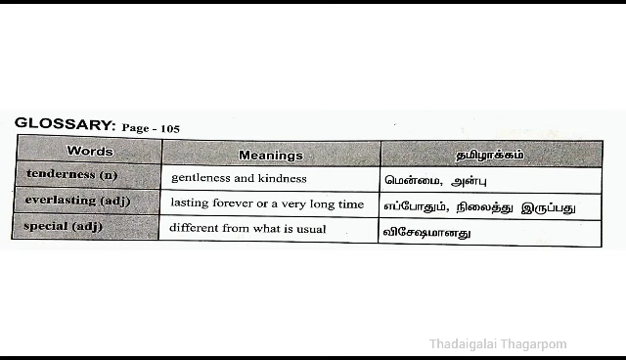 GLOSSARY: Page - 105
Words Meanings தமிழாக்கம்
tenderness (n) gentleness and kindness மென்மை, அன்பு
everlasting (adj) lasting forever or a very long time எப்போதும், நிலைத்து இருப்பது
special (adj) different from what is usual விசேஷமானது
Thadaigalai Thagarpom